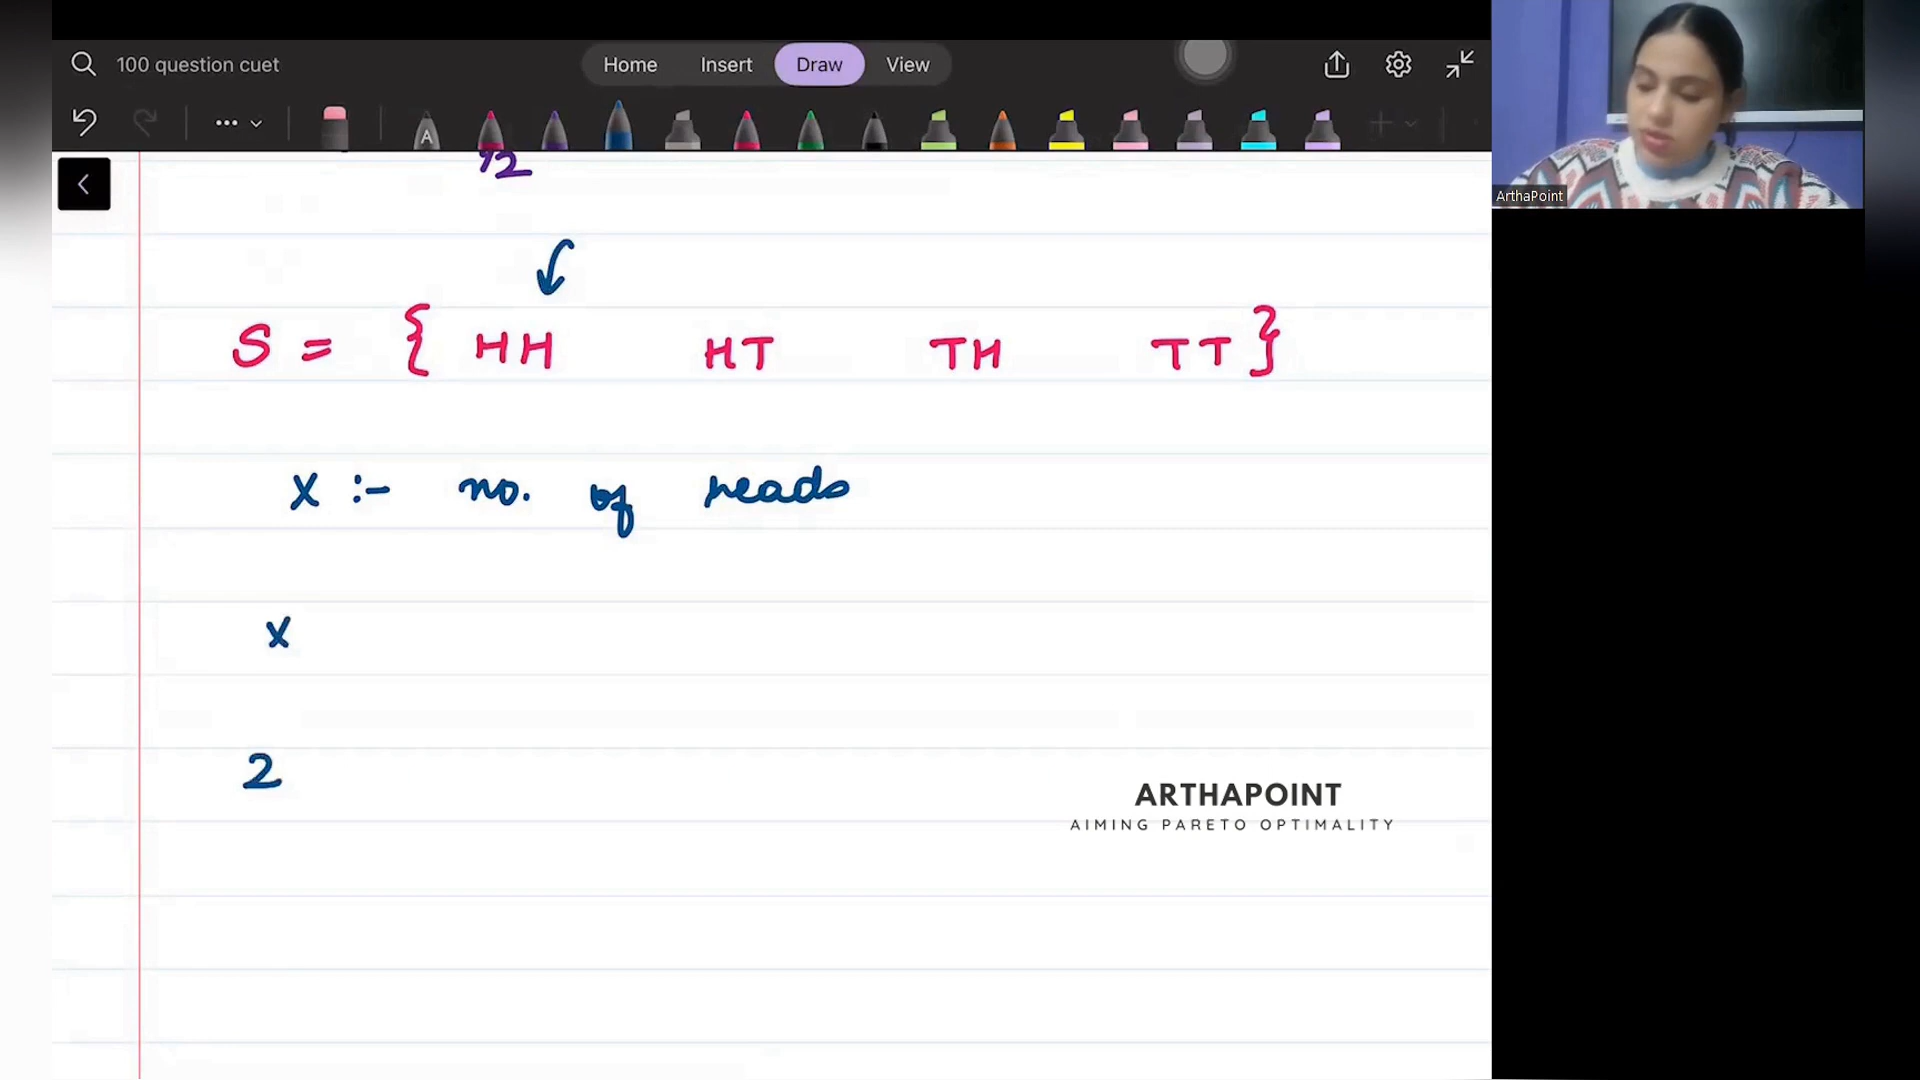 100 question cuet
Home Insert Draw View
A
ArthaPoint
S = { HH HT TH TT }
X :- no. of heads
X
2
ARTHAPOINT
AIMING PARETO OPTIMALITY